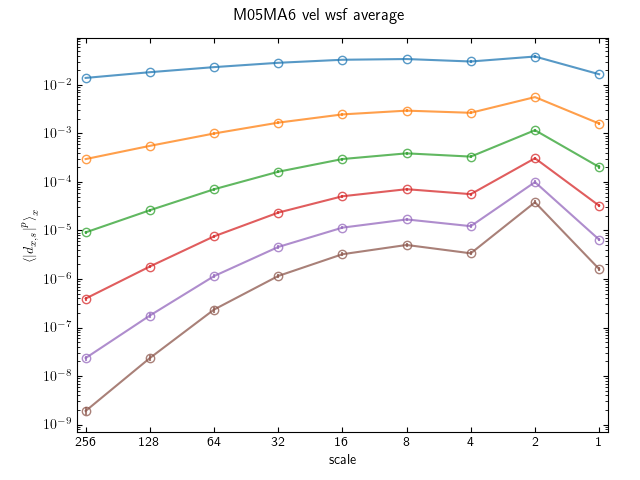 M05MA6 vel wsf average
10⁻²
10⁻³
10⁻⁴
10⁻⁵
10⁻⁶
10⁻⁷
10⁻⁸
10⁻⁹
⟨|d_{x,s}|^p⟩_x
256 128 64 32 16 8 4 2 1
scale